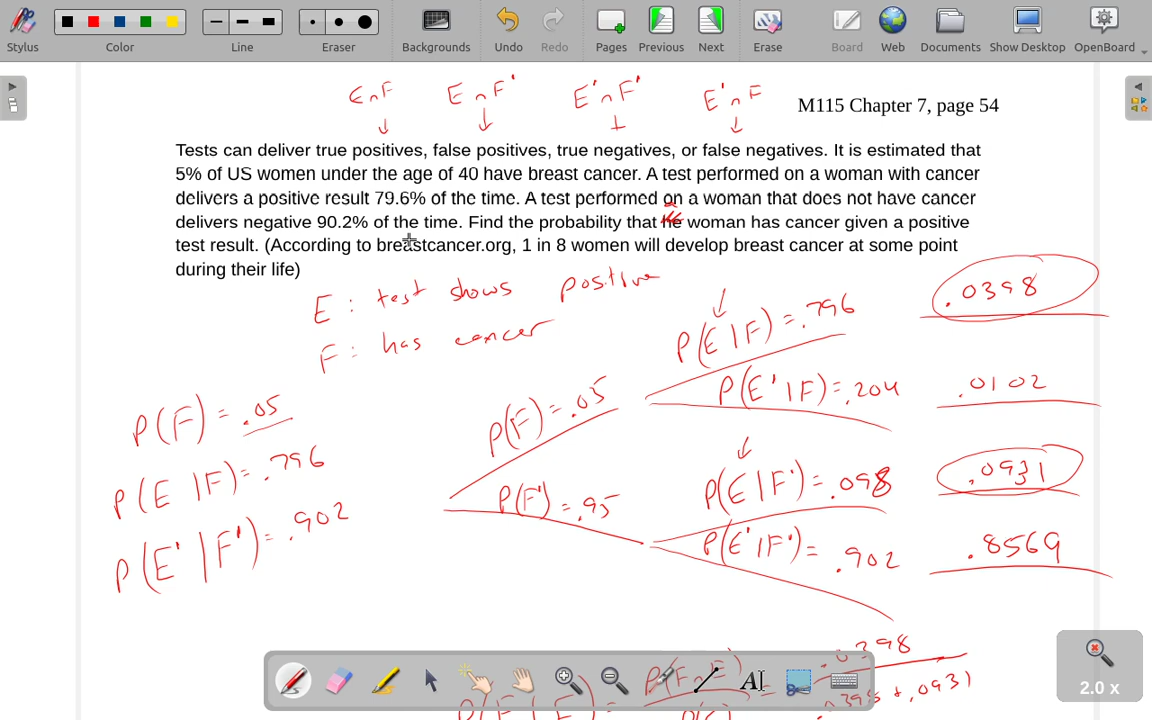 Stylus
Color
Line
Eraser
Backgrounds
Undo
Redo
Pages
Previous
Next
Erase
Board
Web
Documents
Show Desktop
OpenBoard
E∩F E∩F' E'∩F' E'∩F
M115 Chapter 7, page 54
Tests can deliver true positives, false positives, true negatives, or false negatives. It is estimated that
5% of US women under the age of 40 have breast cancer. A test performed on a woman with cancer
delivers a positive result 79.6% of the time. A test performed on a woman that does not have cancer
delivers negative 90.2% of the time. Find the probability that a woman has cancer given a positive
test result. (According to breastcancer.org, 1 in 8 women will develop breast cancer at some point
during their life)
E: test shows positive
F: has cancer
P(F) = .05
P(E|F) = .796
P(E'|F') = .902
P(F) = .05
P(F') = .95
P(E|F) = .796 .0398
P(E'|F) = .204 .0102
P(E|F') = .098 .0931
P(E'|F') = .902 .8569
.0398
.0398 + .0931
2.0 x